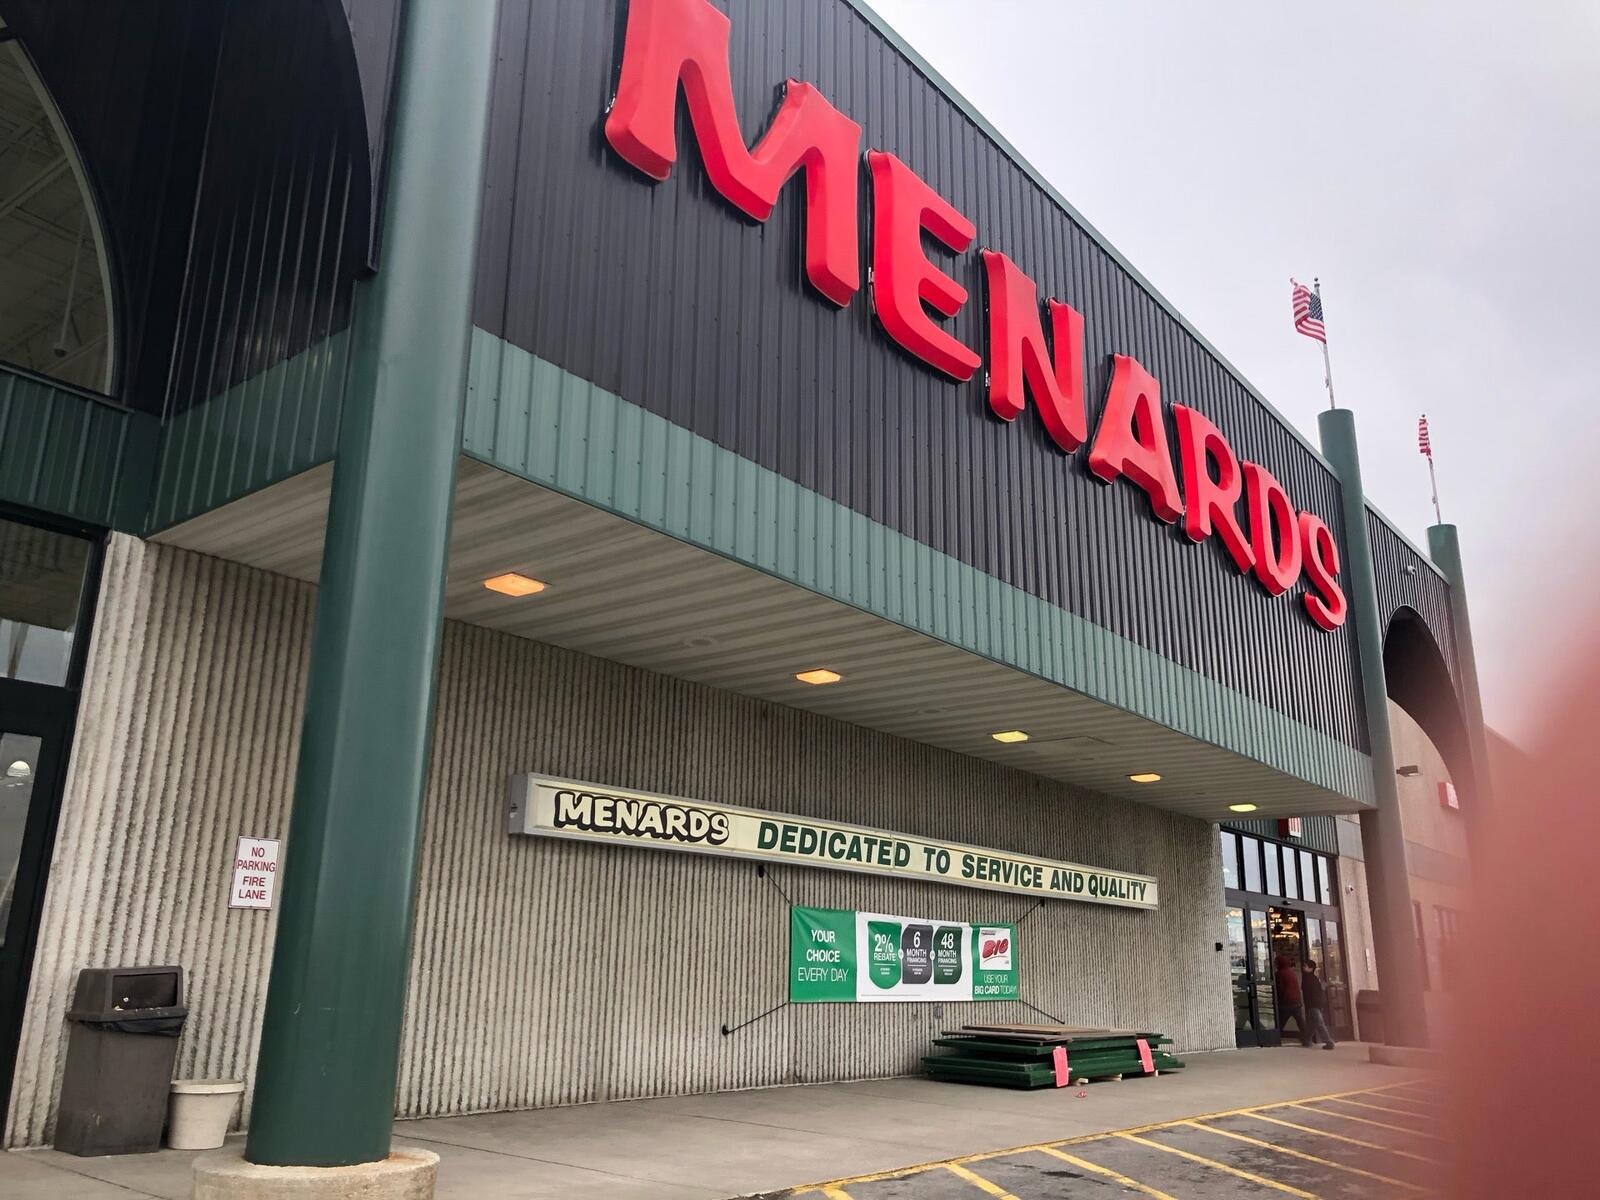 MENARDS
MENARDS DEDICATED TO SERVICE AND QUALITY
NO
PARKING
FIRE
LANE
YOUR
CHOICE
EVERY DAY
2%
REBATE
6
MONTH
FINANCING
48
MONTH
FINANCING
BIG
USE YOUR
BIG CARD TODAY!